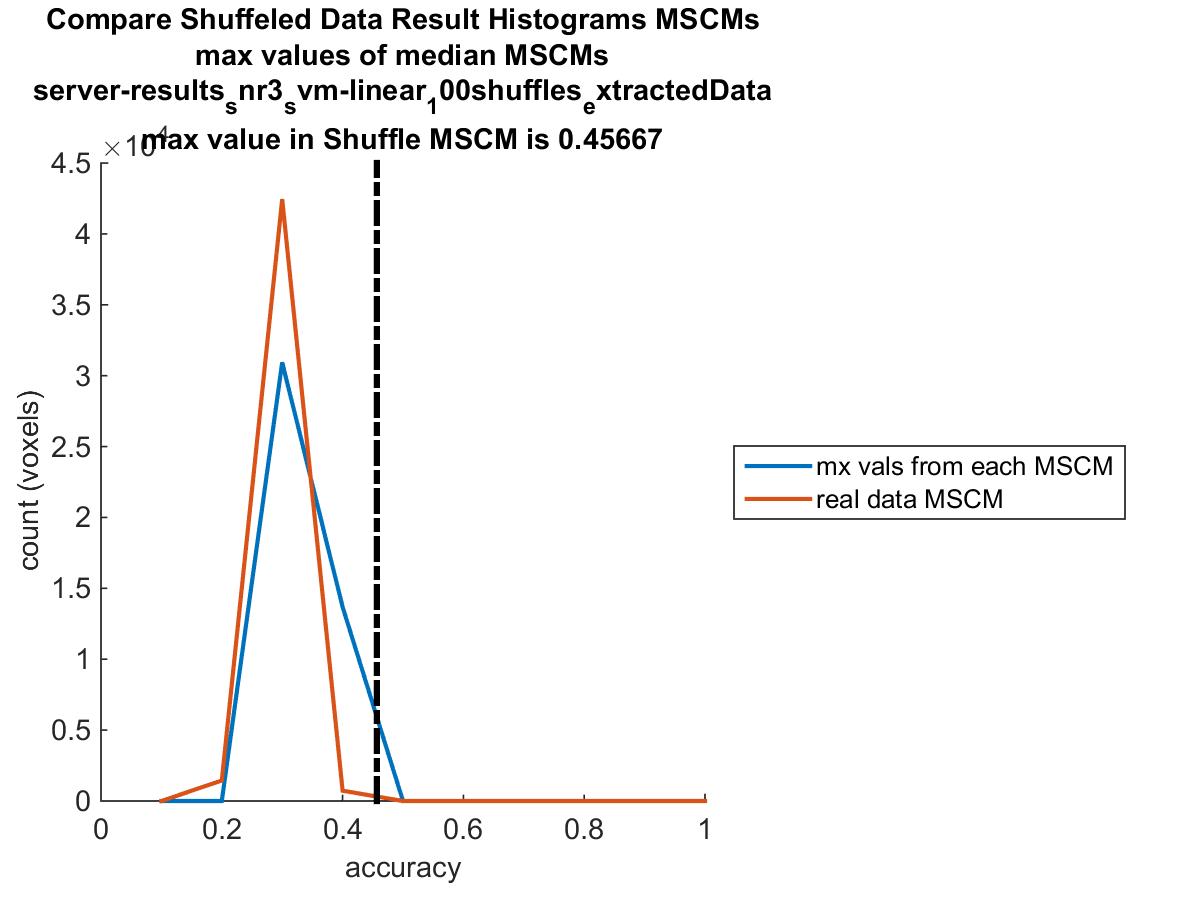 Compare Shuffeled Data Result Histograms MSCMs
max values of median MSCMs
server-results_snr3_svm-linear_100shuffles_extractedData
max value in Shuffle MSCM is 0.45667
×10^4
4.5
4
3.5
3
2.5
2
1.5
1
0.5
0
count (voxels)
0 0.2 0.4 0.6 0.8 1
accuracy
mx vals from each MSCM
real data MSCM